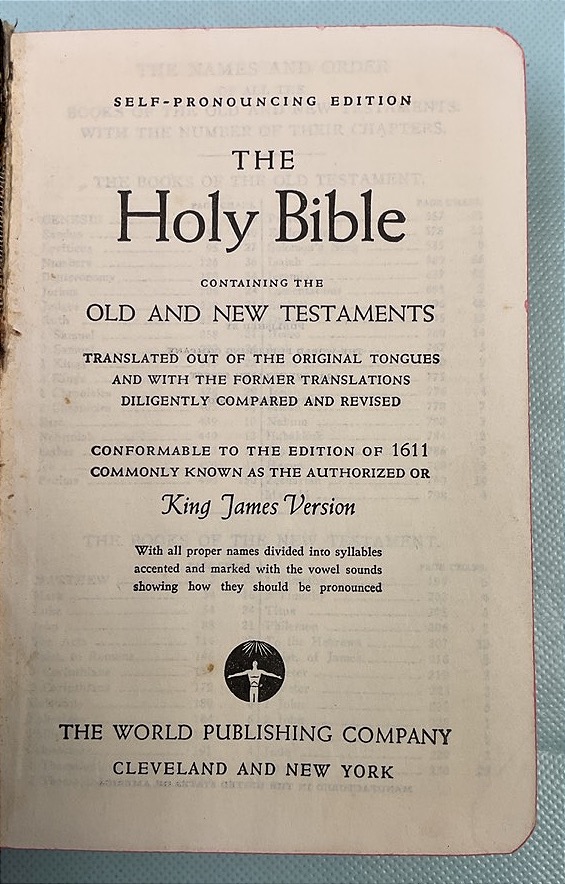 SELF-PRONOUNCING EDITION
THE
Holy Bible
CONTAINING THE
OLD AND NEW TESTAMENTS
TRANSLATED OUT OF THE ORIGINAL TONGUES
AND WITH THE FORMER TRANSLATIONS
DILIGENTLY COMPARED AND REVISED
CONFORMABLE TO THE EDITION OF 1611
COMMONLY KNOWN AS THE AUTHORIZED OR
King James Version
With all proper names divided into syllables
accented and marked with the vowel sounds
showing how they should be pronounced
THE WORLD PUBLISHING COMPANY
CLEVELAND AND NEW YORK